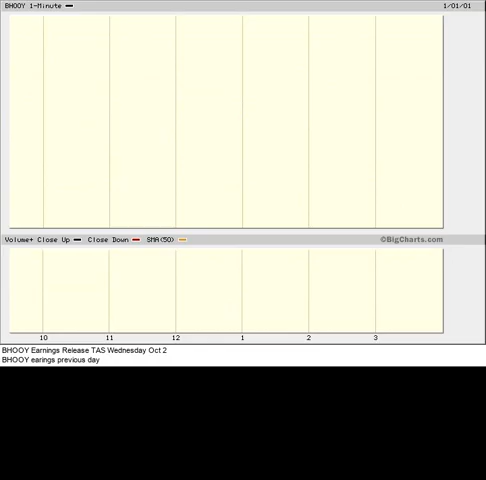 BHOOY 1-Minute 1/01/01
Volume+ Close Up Close Down SMA(50) ©BigCharts.com
10 11 12 1 2 3
BHOOY Earnings Release TAS Wednesday Oct 2
BHOOY earings previous day